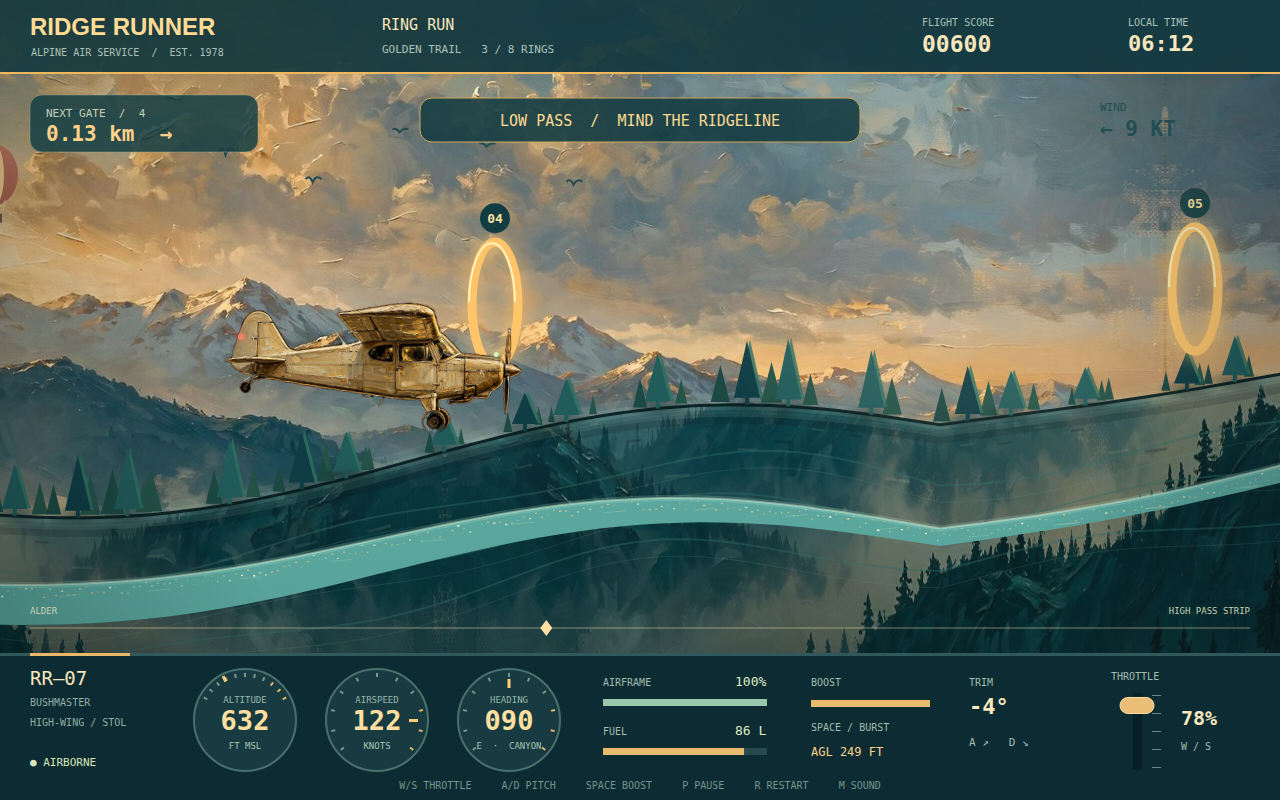 RIDGE RUNNER
ALPINE AIR SERVICE / EST. 1978
RING RUN
GOLDEN TRAIL 3 / 8 RINGS
FLIGHT SCORE
00600
LOCAL TIME
06:12
NEXT GATE / 4
0.13 km →
LOW PASS / MIND THE RIDGELINE
WIND
← 9 KT
04
05
ALDER
HIGH PASS STRIP
RR—07
BUSHMASTER
HIGH-WING / STOL
● AIRBORNE
ALTITUDE
632
FT MSL
AIRSPEED
122
KNOTS
HEADING
090
E · CANYON
AIRFRAME 100%
FUEL 86 L
BOOST
SPACE / BURST
AGL 249 FT
TRIM
-4°
A ↗ D ↘
THROTTLE
78%
W / S
W/S THROTTLE A/D PITCH SPACE BOOST P PAUSE R RESTART M SOUND